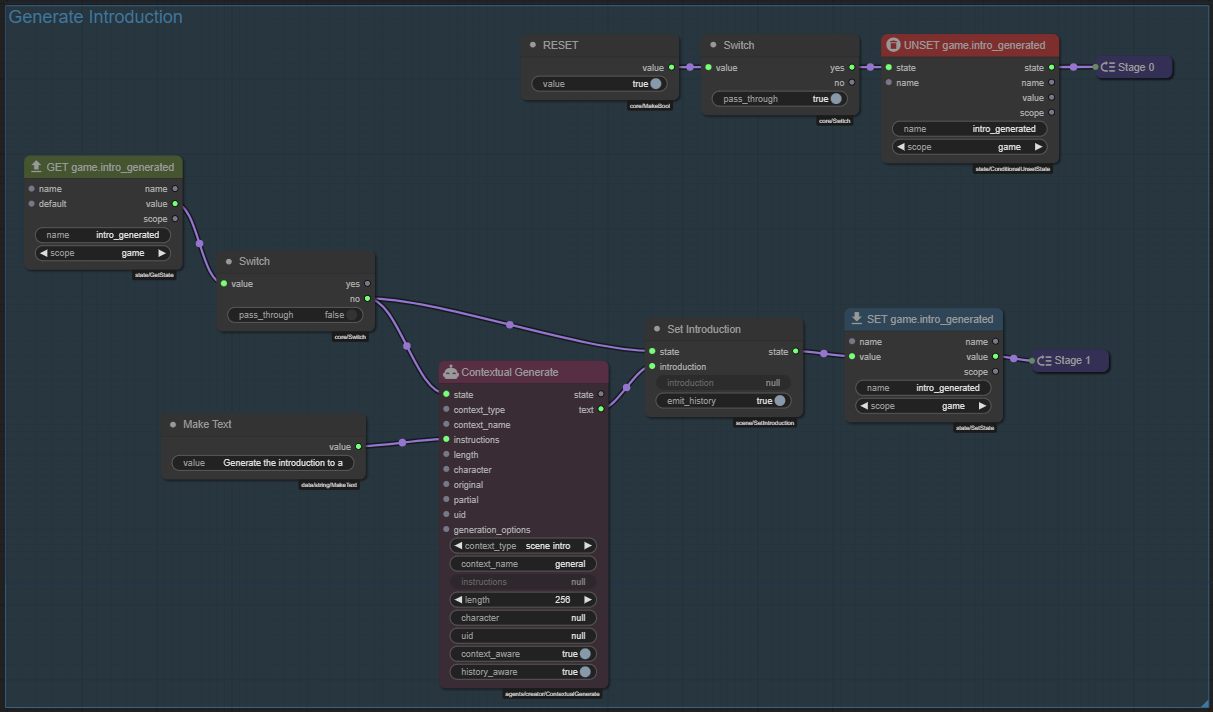 Generate Introduction
RESET
value
value true
core/MakeBool
Switch
value yes
no
pass_through true
core/Switch
UNSET game.intro_generated
state state
name name
value
scope
name intro_generated
scope game
state/ConditionalUnsetState
Stage 0
GET game.intro_generated
name name
default value
scope
name intro_generated
scope game
state/GetState
Switch
value yes
no
pass_through false
core/Switch
Make Text
value
value Generate the introduction to a
data/string/MakeText
Contextual Generate
state state
context_type text
context_name
instructions
length
character
original
partial
uid
generation_options
context_type scene intro
context_name general
instructions null
length 256
character null
uid null
context_aware true
history_aware true
agents/creator/ContextualGenerate
Set Introduction
state state
introduction
introduction null
emit_history true
scene/SetIntroduction
SET game.intro_generated
name name
value value
scope
name intro_generated
scope game
state/SetState
Stage 1